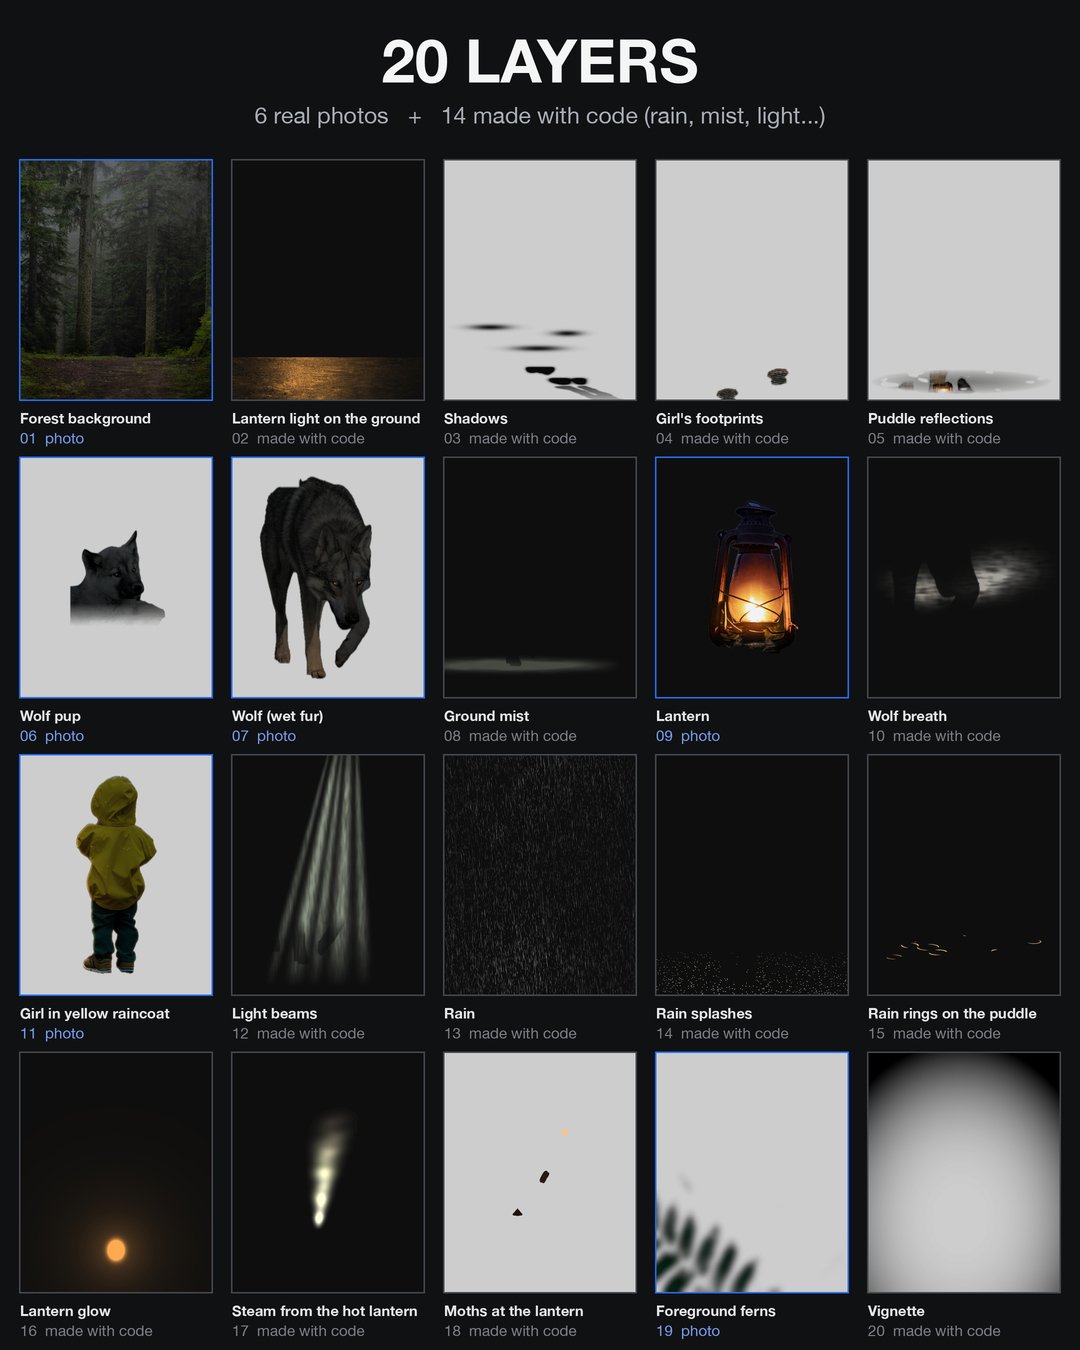 20 LAYERS
6 real photos + 14 made with code (rain, mist, light...)
Forest background
01 photo
Lantern light on the ground
02 made with code
Shadows
03 made with code
Girl's footprints
04 made with code
Puddle reflections
05 made with code
Wolf pup
06 photo
Wolf (wet fur)
07 photo
Ground mist
08 made with code
Lantern
09 photo
Wolf breath
10 made with code
Girl in yellow raincoat
11 photo
Light beams
12 made with code
Rain
13 made with code
Rain splashes
14 made with code
Rain rings on the puddle
15 made with code
Lantern glow
16 made with code
Steam from the hot lantern
17 made with code
Moths at the lantern
18 made with code
Foreground ferns
19 photo
Vignette
20 made with code